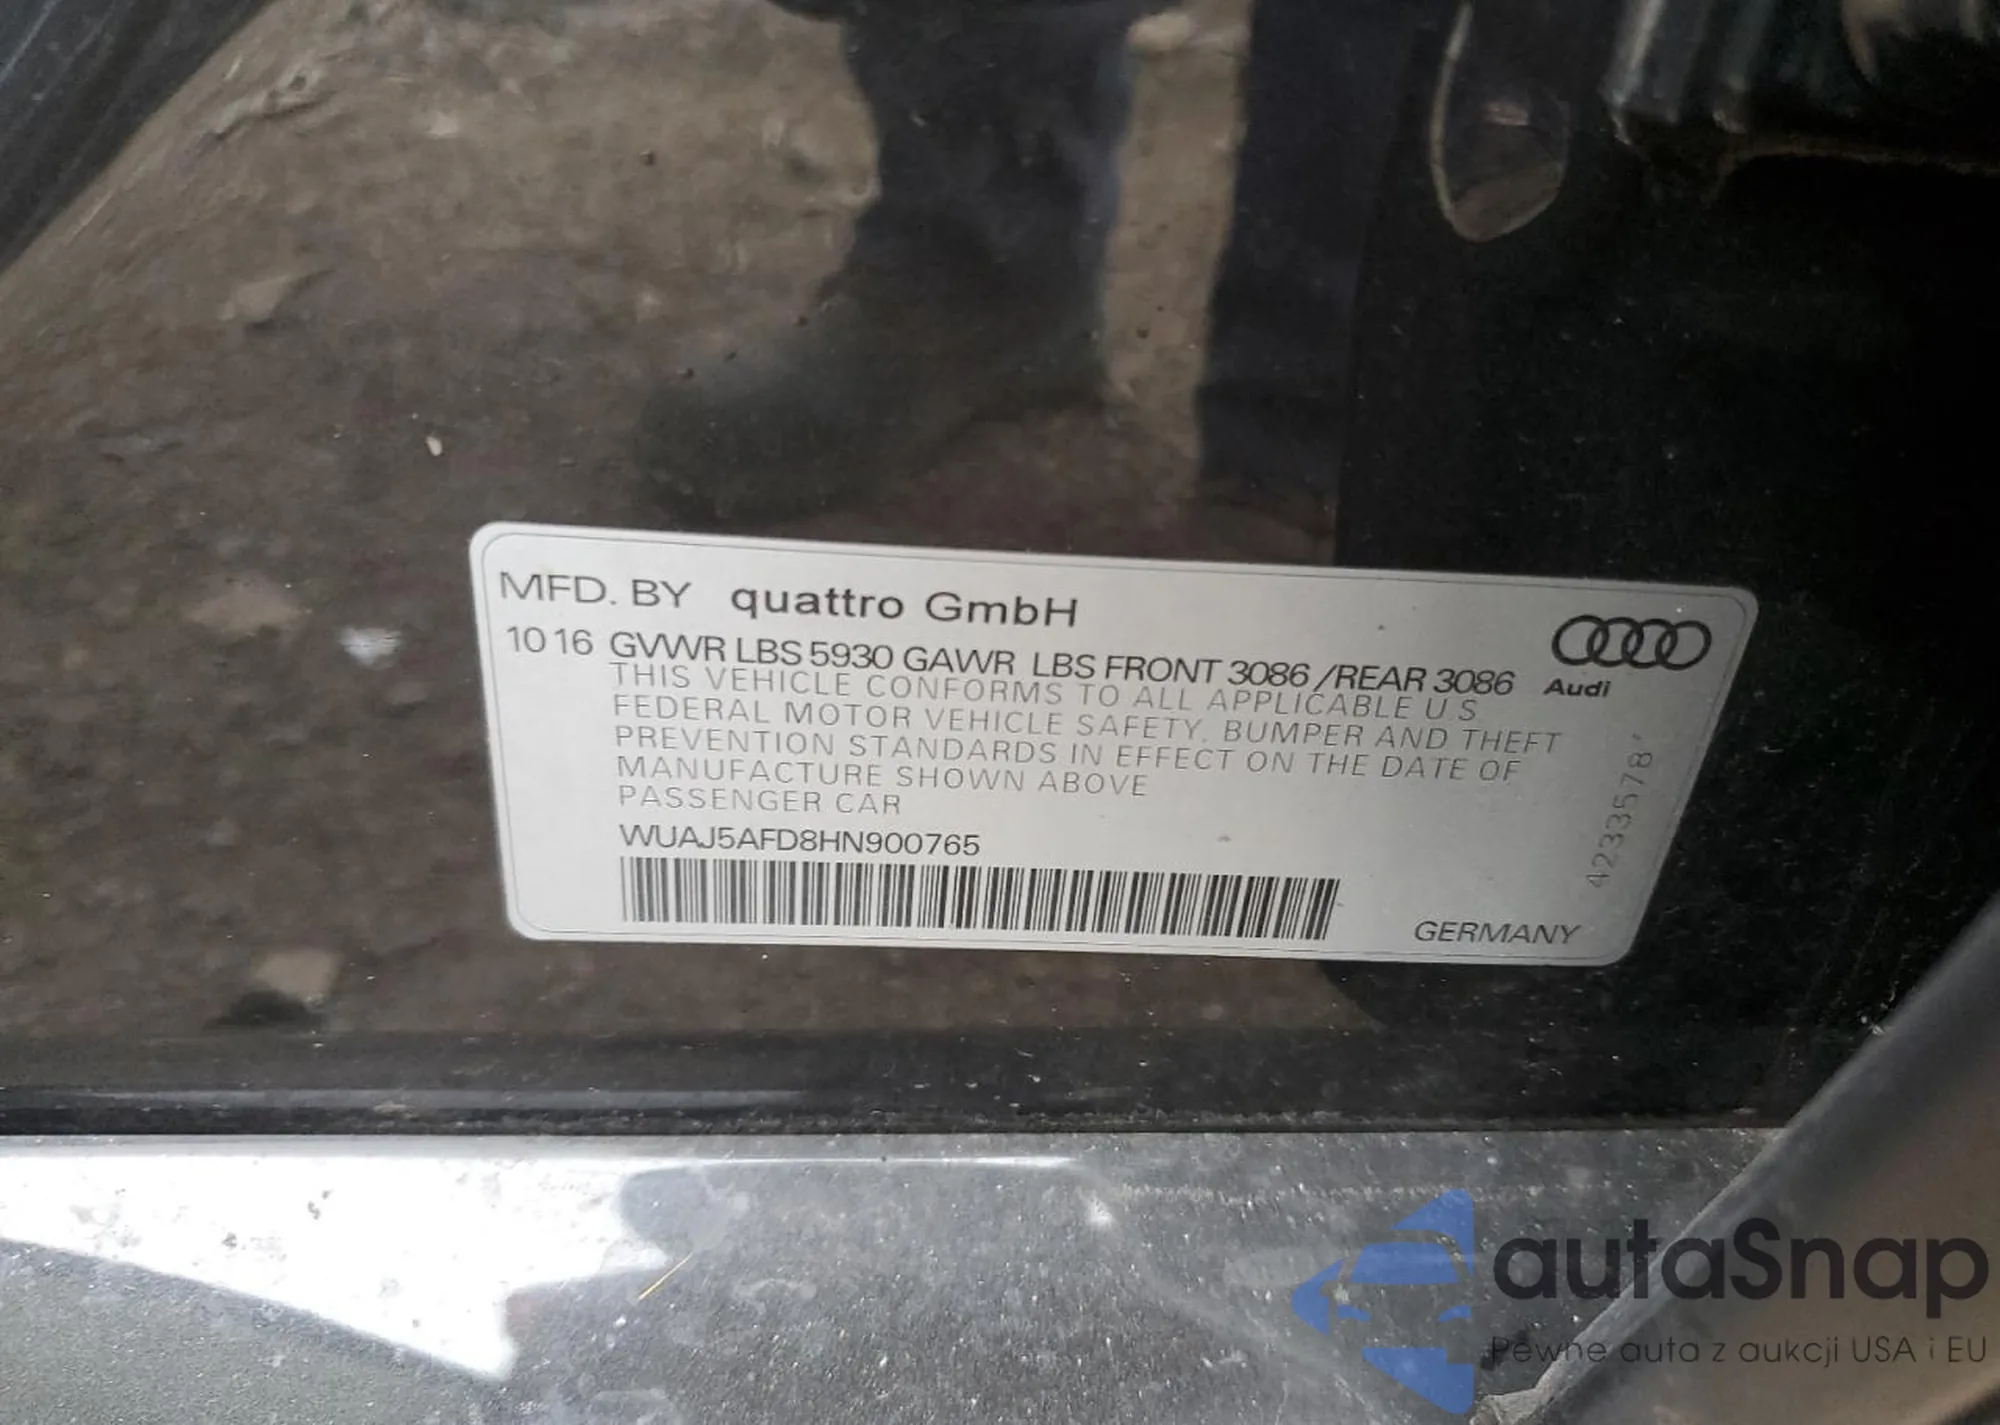 MFD. BY quattro GmbH
10 16 GVWR LBS 5930 GAWR LBS FRONT 3086 /REAR 3086
Audi
THIS VEHICLE CONFORMS TO ALL APPLICABLE U S
FEDERAL MOTOR VEHICLE SAFETY, BUMPER AND THEFT
PREVENTION STANDARDS IN EFFECT ON THE DATE OF
MANUFACTURE SHOWN ABOVE
PASSENGER CAR
WUAJ5AFD8HN900765
GERMANY
4233578'
autaSnap
Pewne auta z aukcji USA i EU